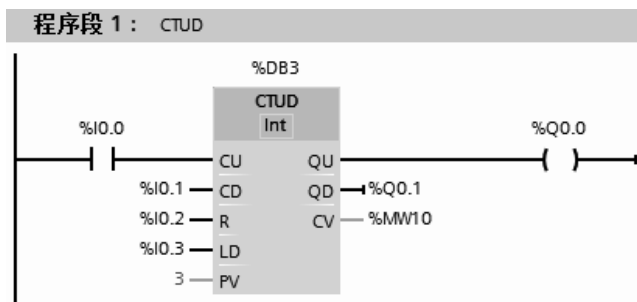 程序段 1： CTUD
%DB3
CTUD
Int
%I0.0
%Q0.0
CU QU
%I0.1 CD QD %Q0.1
%I0.2 R CV %MW10
%I0.3 LD
3 PV